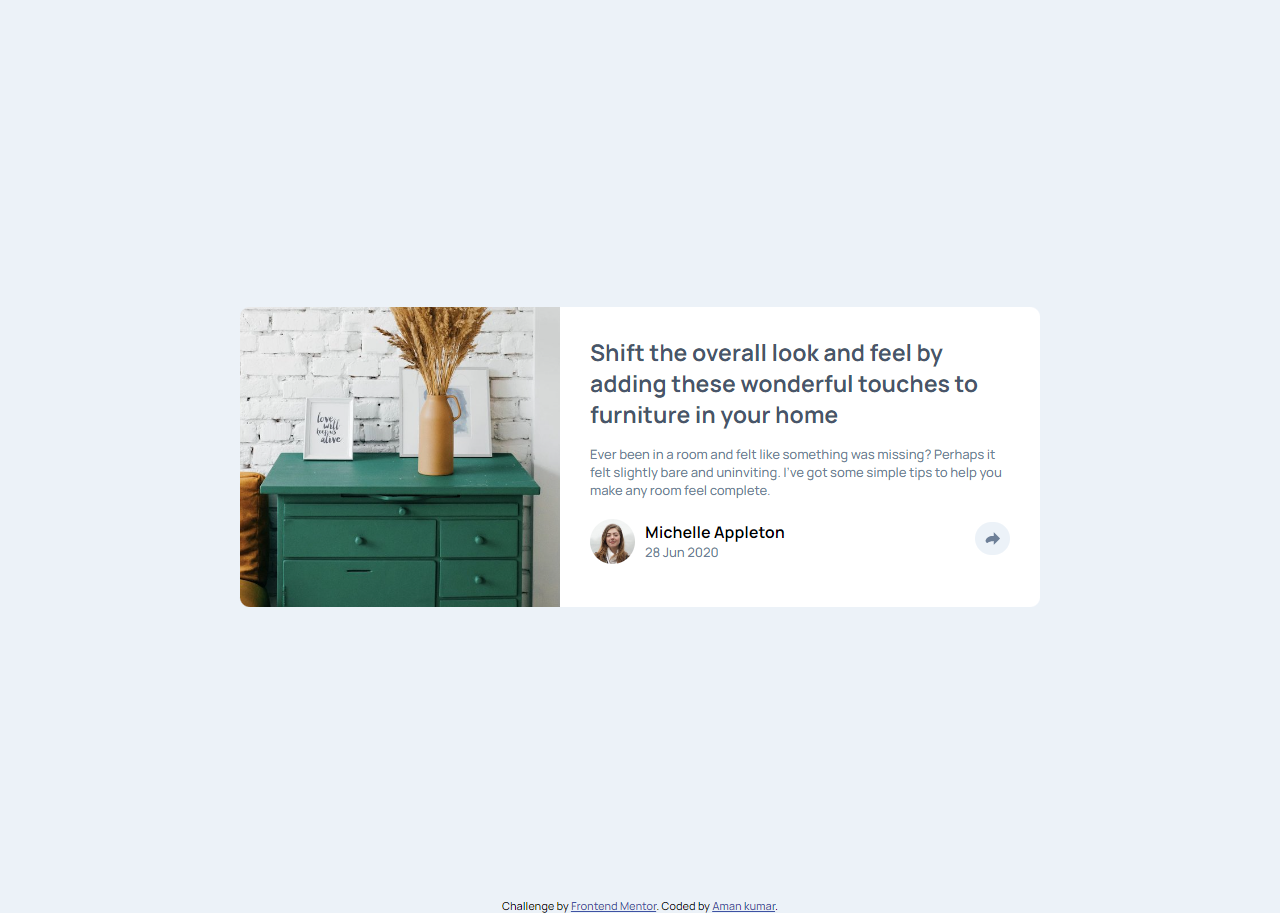 love
will
keep us
alive
Shift the overall look and feel by
adding these wonderful touches to
furniture in your home
Ever been in a room and felt like something was missing? Perhaps it
felt slightly bare and uninviting. I've got some simple tips to help you
make any room feel complete.
Michelle Appleton
28 Jun 2020
Challenge by Frontend Mentor. Coded by Aman kumar.